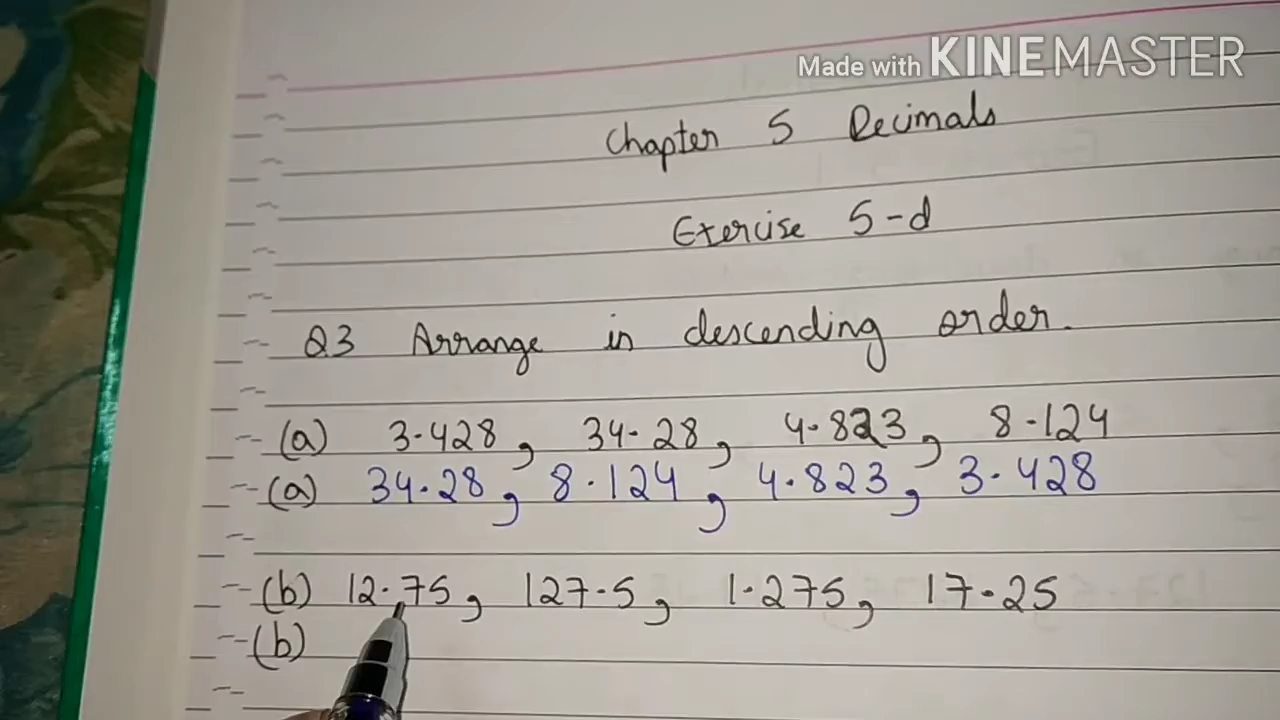 Made with KINEMASTER
Chapter 5 Decimals
Exercise 5-d
Q3 Arrange in descending order.
(a) 3.428, 34.28, 4.823, 8.124
(a) 34.28, 8.124, 4.823, 3.428
(b) 12.75, 127.5, 1.275, 17.25
(b)